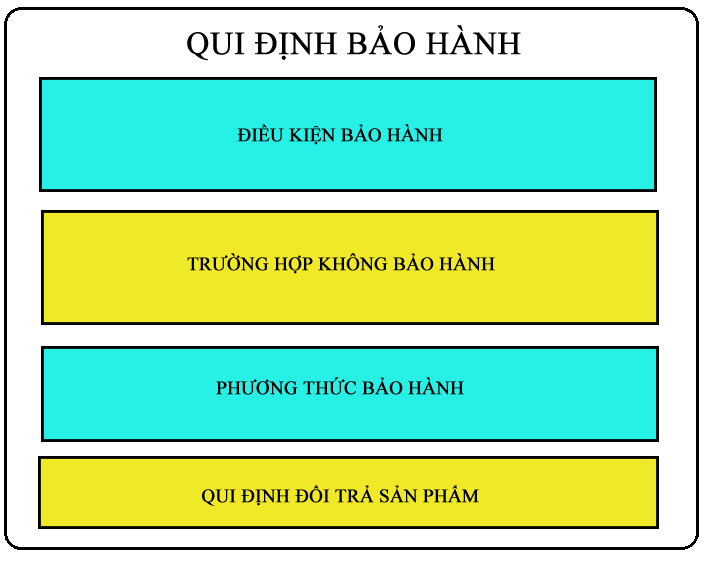 QUI ĐỊNH BẢO HÀNH
ĐIỀU KIỆN BẢO HÀNH
TRƯỜNG HỢP KHÔNG BẢO HÀNH
PHƯƠNG THỨC BẢO HÀNH
QUI ĐỊNH ĐỔI TRẢ SẢN PHẨM